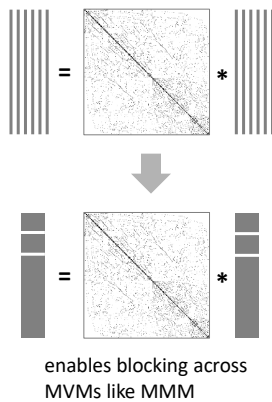 = *
= *
enables blocking across
MVMs like MMM